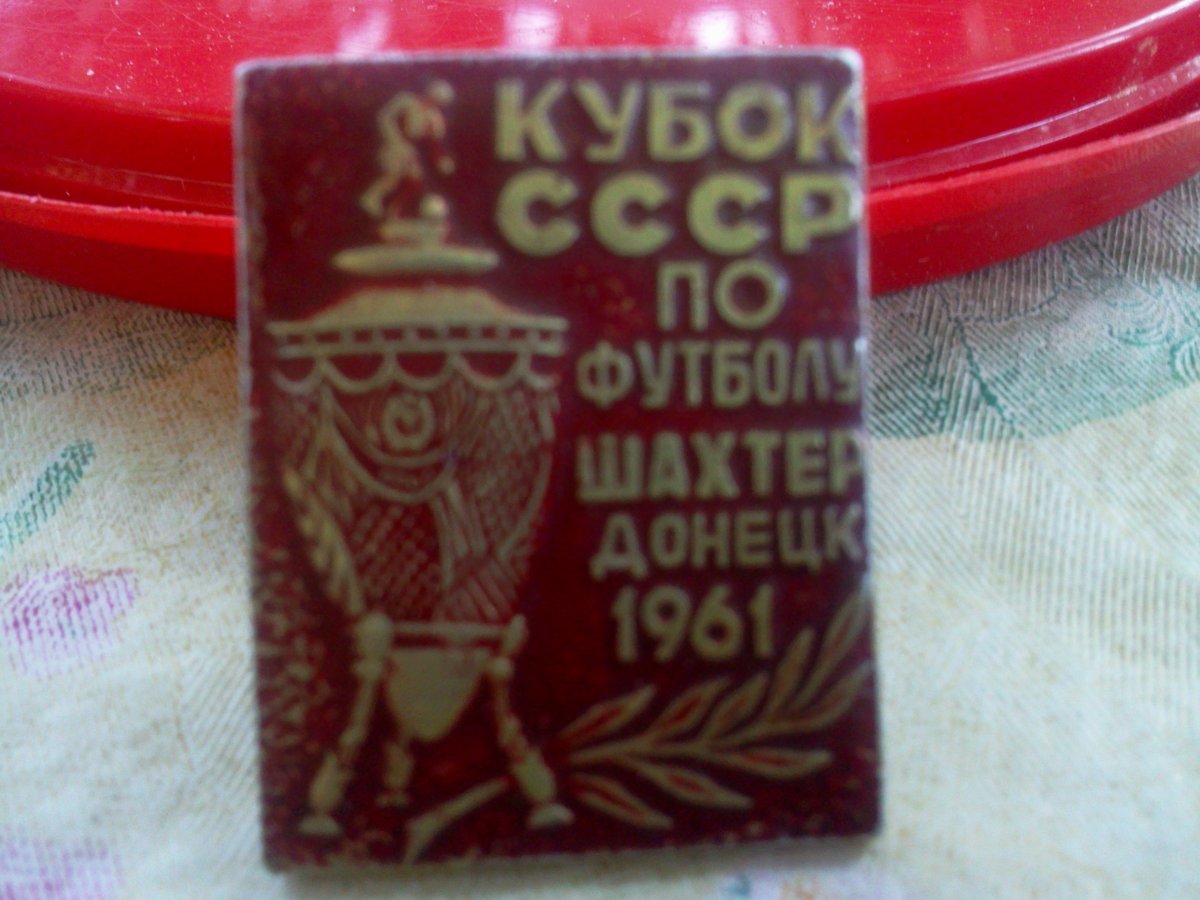 КУБОК
СССР
ПО
ФУТБОЛУ
ШАХТЕР
ДОНЕЦК
1961